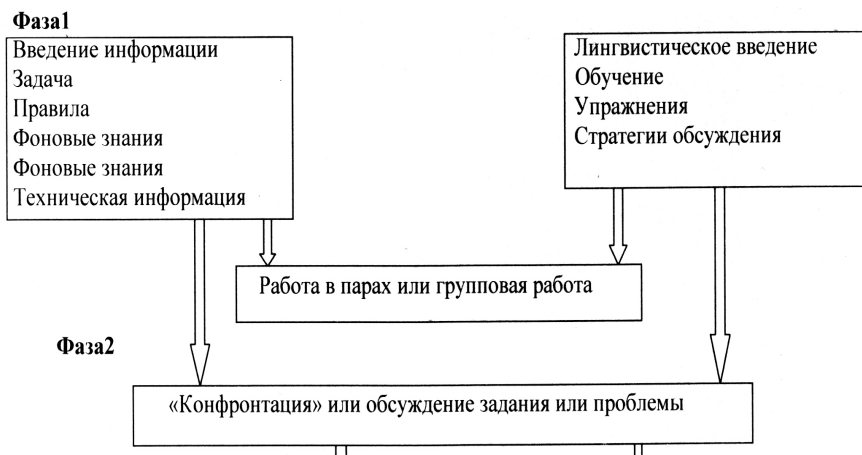 Фаза1
Введение информации
Задача
Правила
Фоновые знания
Фоновые знания
Техническая информация
Лингвистическое введение
Обучение
Упражнения
Стратегии обсуждения
Работа в парах или групповая работа
Фаза2
«Конфронтация» или обсуждение задания или проблемы